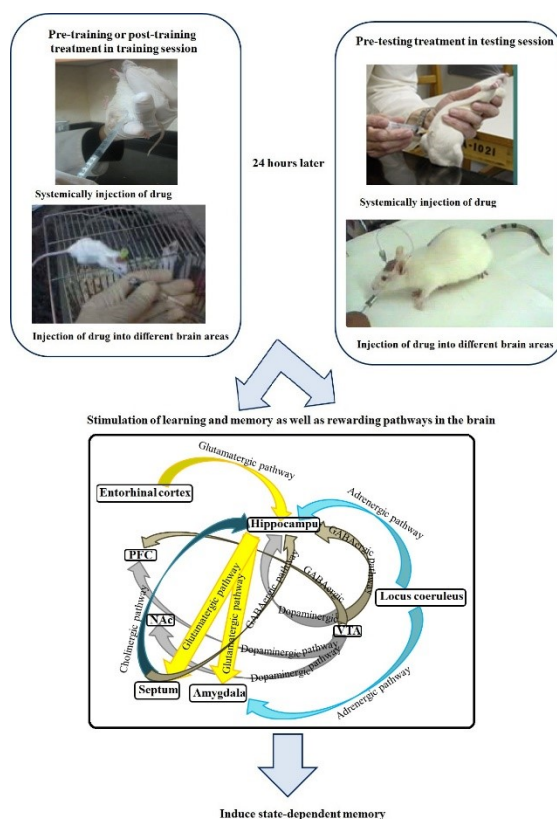 Pre-training or post-training
treatment in training session
Systemically injection of drug
Injection of drug into different brain areas
24 hours later
Pre-testing treatment in testing session
A-102i
Systemically injection of drug
Injection of drug into different brain areas
Stimulation of learning and memory as well as rewarding pathways in the brain
Glutamatergic pathway
Entorhinal cortex
Adrenergic pathway
Hippocampu
GABAergic pathway
PFC
GABAergic
Locus coeruleus
Cholinergic pathway
NAc
Glutamatergic pathway
Glutamatergic pathway
GABAergic pathway
Dopaminergic
VTA
Dopaminergic pathway
Dopaminergic pathway
Septum
Amygdala
Adrenergic pathway
Induce state-dependent memory